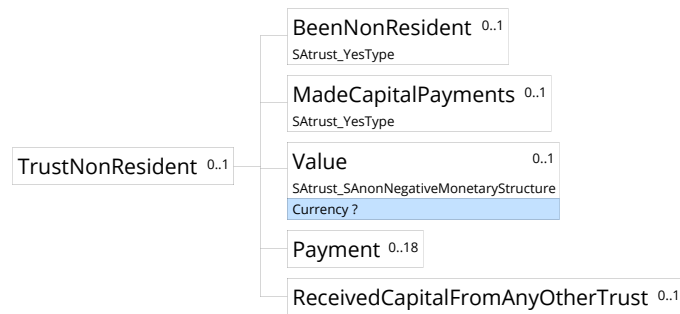 BeenNonResident 0..1
SAtrust_YesType
MadeCapitalPayments 0..1
SAtrust_YesType
TrustNonResident 0..1
Value 0..1
SAtrust_SAnonNegativeMonetaryStructure
Currency ?
Payment 0..18
ReceivedCapitalFromAnyOtherTrust 0..1